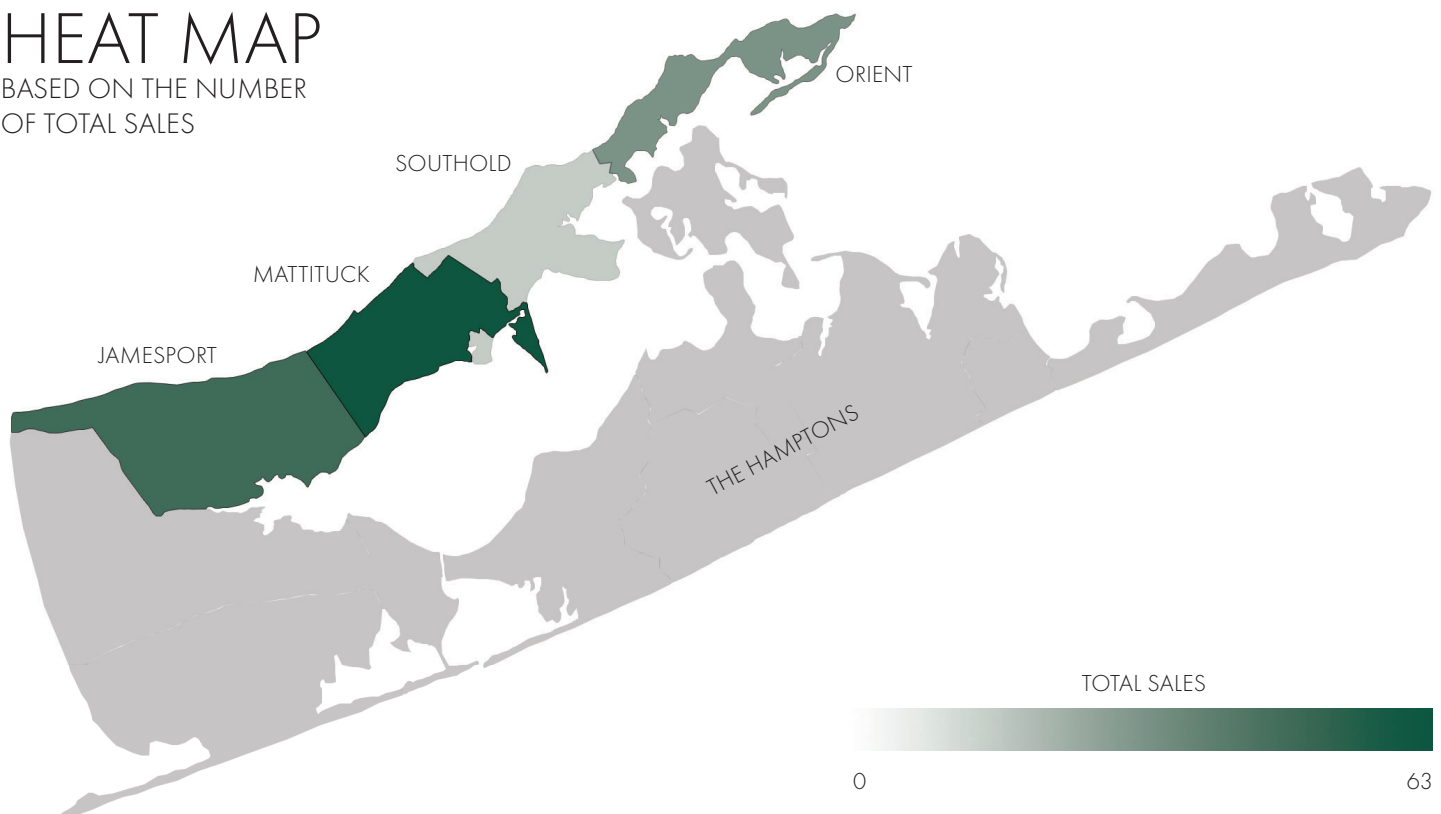 HEAT MAP
BASED ON THE NUMBER
OF TOTAL SALES
ORIENT
SOUTHOLD
MATTITUCK
JAMESPORT
THE HAMPTONS
TOTAL SALES
0
63